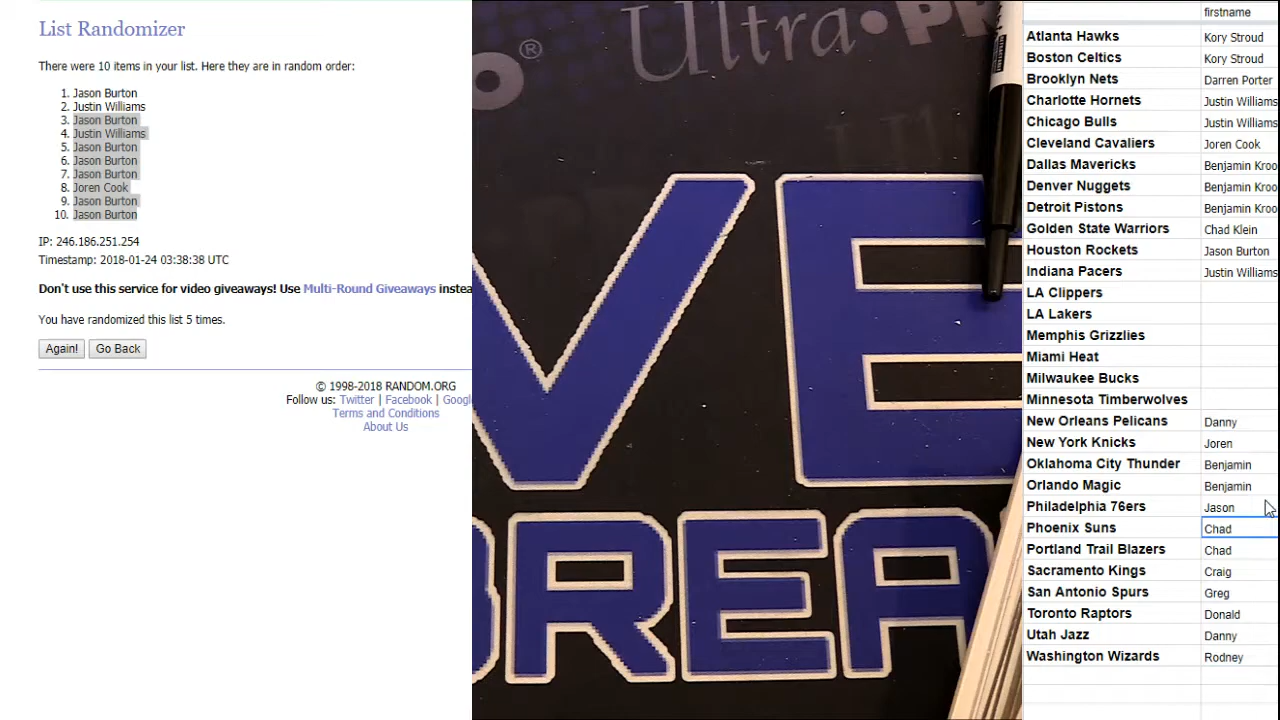 List Randomizer
There were 10 items in your list. Here they are in random order:
1. Jason Burton
2. Justin Williams
3. Jason Burton
4. Justin Williams
5. Jason Burton
6. Jason Burton
7. Jason Burton
8. Joren Cook
9. Jason Burton
10. Jason Burton
IP: 246.186.251.254
Timestamp: 2018-01-24 03:38:38 UTC
Don't use this service for video giveaways! Use Multi-Round Giveaways instea
You have randomized this list 5 times.
Again! Go Back
© 1998-2018 RANDOM.ORG
Follow us: Twitter | Facebook | Googl
Terms and Conditions
About Us
O® Ultra•PR
VE
BREA
firstname
Atlanta Hawks Kory Stroud
Boston Celtics Kory Stroud
Brooklyn Nets Darren Porter
Charlotte Hornets Justin Williams
Chicago Bulls Justin Williams
Cleveland Cavaliers Joren Cook
Dallas Mavericks Benjamin Kroo
Denver Nuggets Benjamin Kroo
Detroit Pistons Benjamin Kroo
Golden State Warriors Chad Klein
Houston Rockets Jason Burton
Indiana Pacers Justin Williams
LA Clippers
LA Lakers
Memphis Grizzlies
Miami Heat
Milwaukee Bucks
Minnesota Timberwolves
New Orleans Pelicans Danny
New York Knicks Joren
Oklahoma City Thunder Benjamin
Orlando Magic Benjamin
Philadelphia 76ers Jason
Phoenix Suns Chad
Portland Trail Blazers Chad
Sacramento Kings Craig
San Antonio Spurs Greg
Toronto Raptors Donald
Utah Jazz Danny
Washington Wizards Rodney